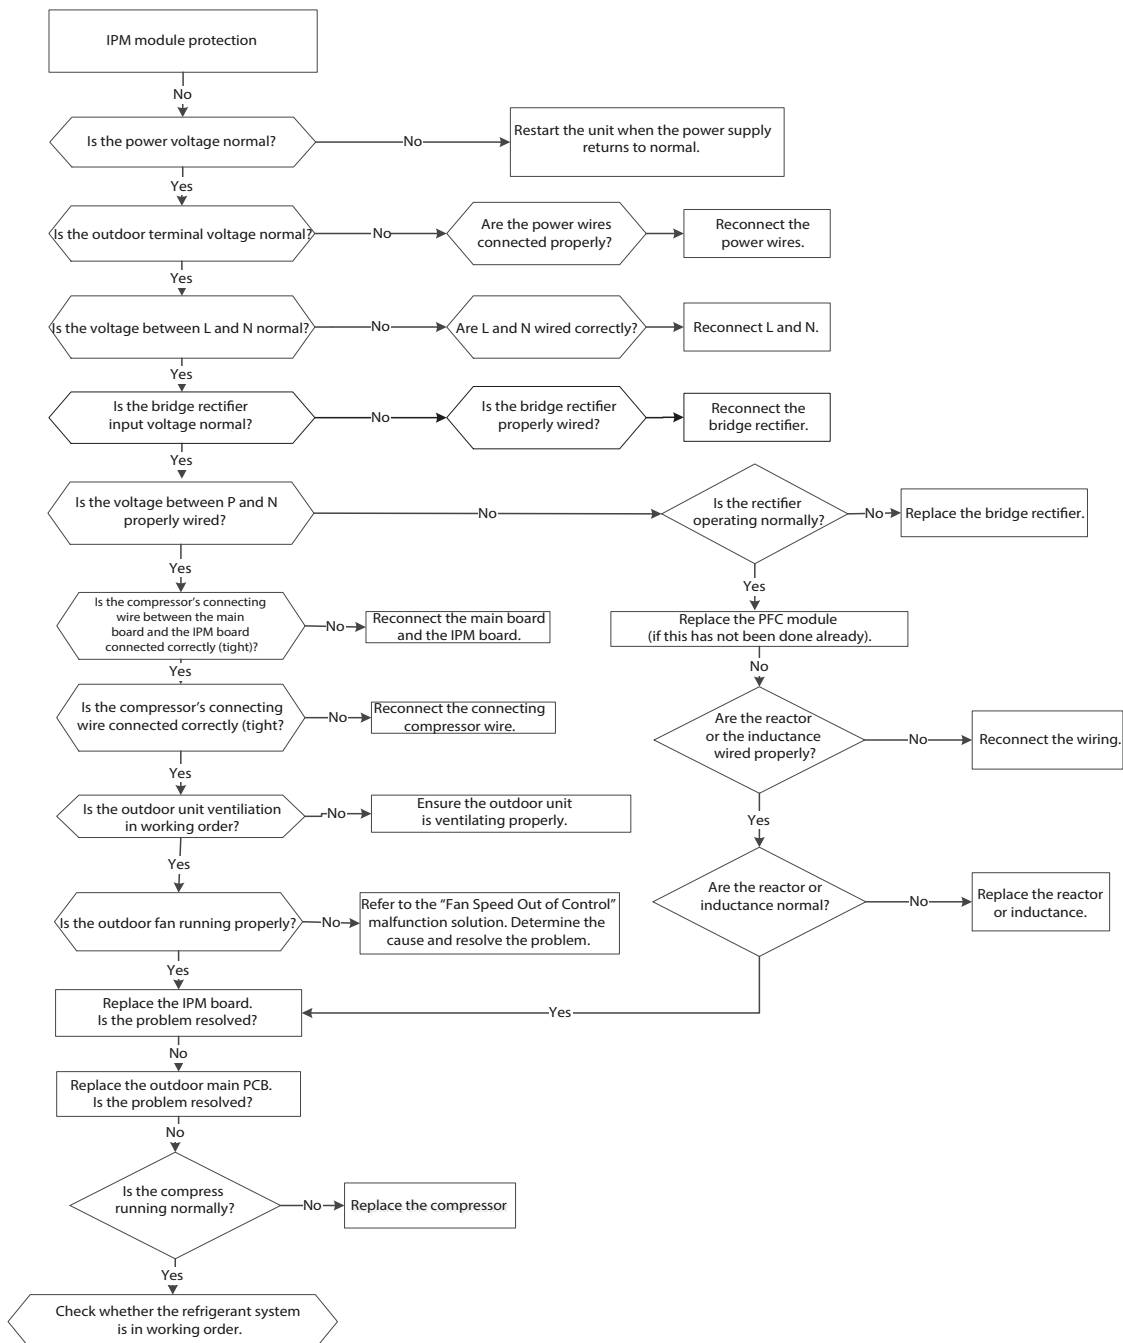 IPM module protection
No
Is the power voltage normal?
No
Restart the unit when the power supply
returns to normal.
Yes
Is the outdoor terminal voltage normal?
No
Are the power wires
connected properly?
Reconnect the
power wires.
Yes
Is the voltage between L and N normal?
No
Are L and N wired correctly?
Reconnect L and N.
Yes
Is the bridge rectifier
input voltage normal?
No
Is the bridge rectifier
properly wired?
Reconnect the
bridge rectifier.
Yes
Is the voltage between P and N
properly wired?
No
Is the rectifier
operating normally?
No
Replace the bridge rectifier.
Yes
Yes
Is the compressor's connecting
wire between the main
board and the IPM board
connected correctly (tight)?
No
Reconnect the main board
and the IPM board.
Replace the PFC module
(if this has not been done already).
Yes
No
Is the compressor's connecting
wire connected correctly (tight?
No
Reconnect the connecting
compressor wire.
Are the reactor
or the inductance
wired properly?
No
Reconnect the wiring.
Yes
Is the outdoor unit ventiliation
in working order?
No
Ensure the outdoor unit
is ventilating properly.
Yes
Yes
Are the reactor or
inductance normal?
No
Replace the reactor
or inductance.
Is the outdoor fan running properly?
No
Refer to the “Fan Speed Out of Control”
malfunction solution. Determine the
cause and resolve the problem.
Yes
Replace the IPM board.
Is the problem resolved?
Yes
No
Replace the outdoor main PCB.
Is the problem resolved?
No
Is the compress
running normally?
No
Replace the compressor
Yes
Check whether the refrigerant system
is in working order.